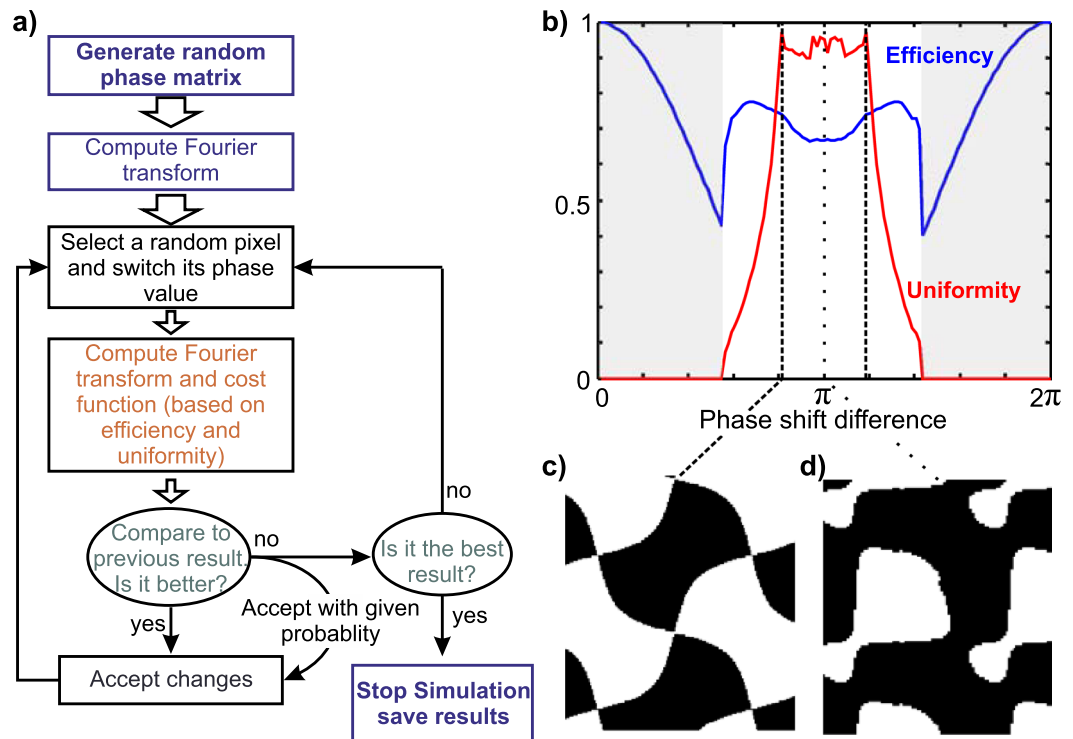 a)
Generate random
phase matrix
Compute Fourier
transform
Select a random pixel
and switch its phase
value
Compute Fourier
transform and cost
function (based on
efficiency and
uniformity)
Compare to
previous result.
Is it better?
no
Is it the best
result?
no
yes
Accept with given
probablity
yes
Accept changes
Stop Simulation
save results
b)
1
0.5
0
Efficiency
Uniformity
0
π
2π
Phase shift difference
c)
d)